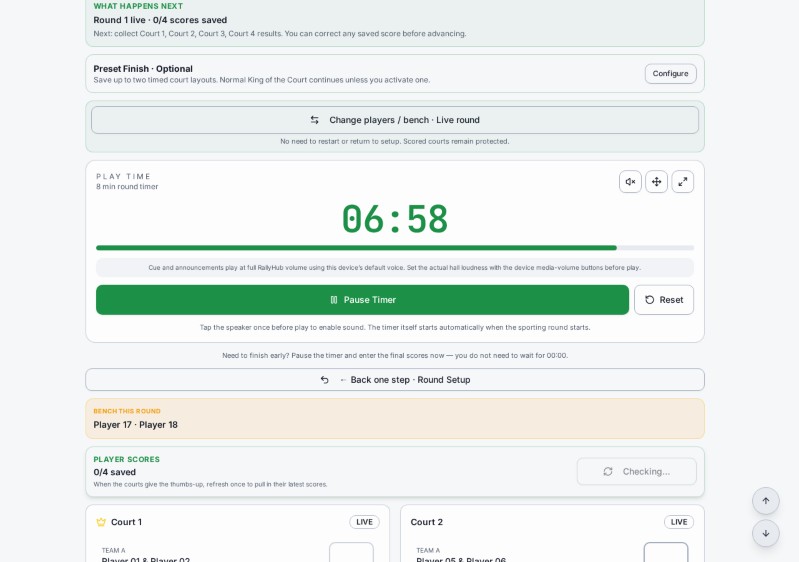 WHAT HAPPENS NEXT
Round 1 live · 0/4 scores saved
Next: collect Court 1, Court 2, Court 3, Court 4 results. You can correct any saved score before advancing.
Preset Finish · Optional
Save up to two timed court layouts. Normal King of the Court continues unless you activate one.
Configure
Change players / bench · Live round
No need to restart or return to setup. Scored courts remain protected.
PLAY TIME
8 min round timer
06:58
Cue and announcements play at full RallyHub volume using this device's default voice. Set the actual hall loudness with the device media-volume buttons before play.
Pause Timer
Reset
Tap the speaker once before play to enable sound. The timer itself starts automatically when the sporting round starts.
Need to finish early? Pause the timer and enter the final scores now — you do not need to wait for 00:00.
← Back one step · Round Setup
BENCH THIS ROUND
Player 17 · Player 18
PLAYER SCORES
0/4 saved
When the courts give the thumbs-up, refresh once to pull in their latest scores.
Checking...
Court 1
LIVE
TEAM A
Player 01 & Player 02
Court 2
LIVE
TEAM A
Player 05 & Player 06